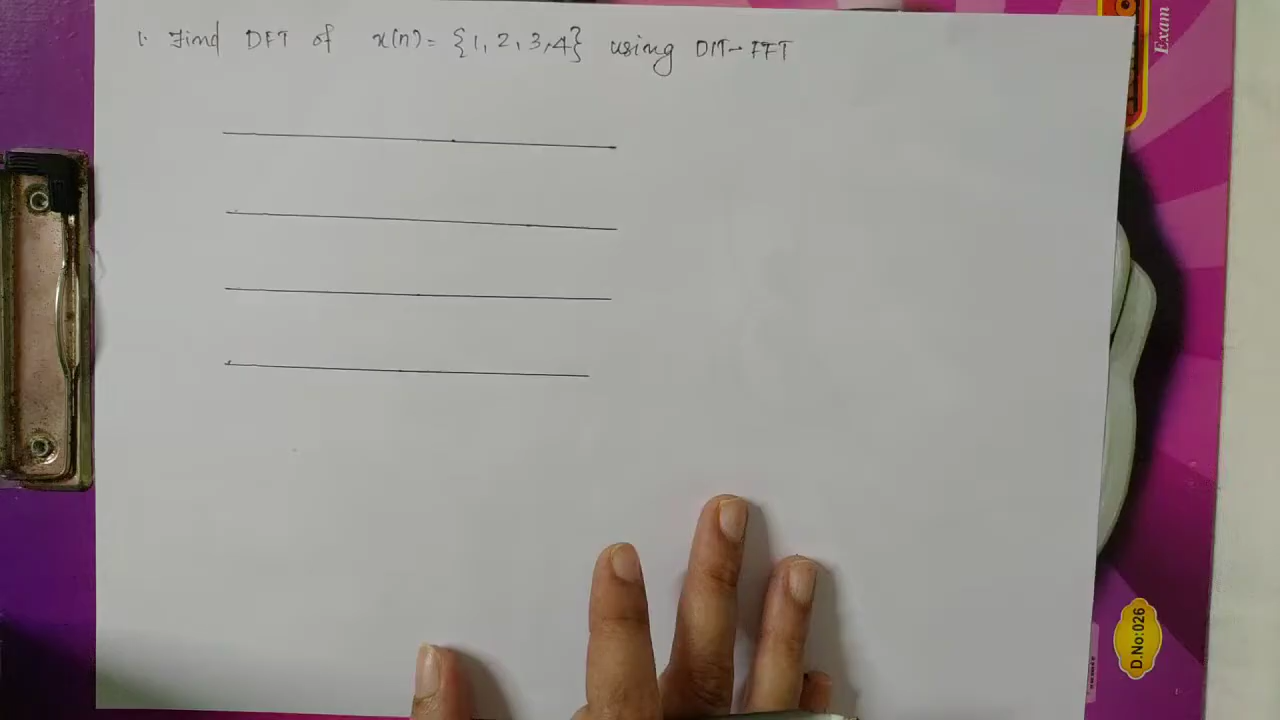 1. Find DFT of x(n) = {1, 2, 3, 4} using DIT-FFT
Exam
D.No:026